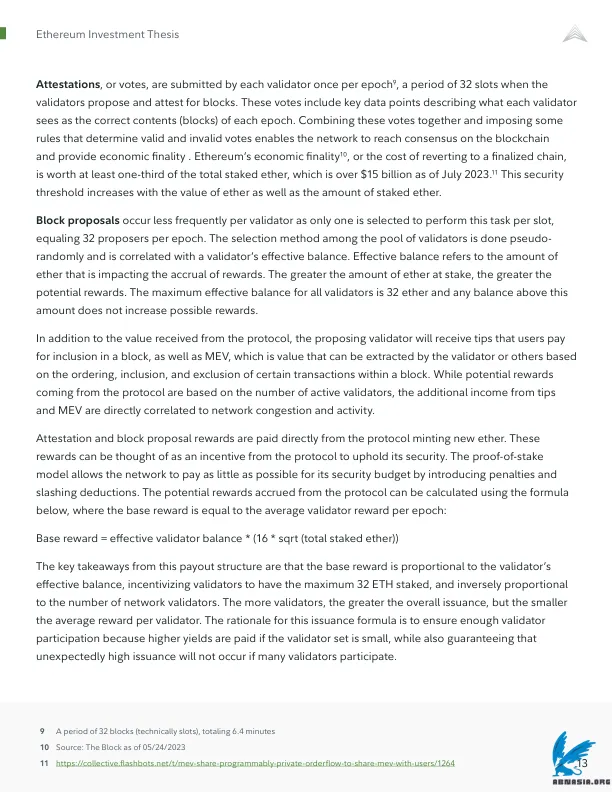 Ethereum Investment Thesis
Attestations, or votes, are submitted by each validator once per epoch⁹, a period of 32 slots when the
validators propose and attest for blocks. These votes include key data points describing what each validator
sees as the correct contents (blocks) of each epoch. Combining these votes together and imposing some
rules that determine valid and invalid votes enables the network to reach consensus on the blockchain
and provide economic finality . Ethereum's economic finality¹⁰, or the cost of reverting to a finalized chain,
is worth at least one-third of the total staked ether, which is over $15 billion as of July 2023.¹¹ This security
threshold increases with the value of ether as well as the amount of staked ether.
Block proposals occur less frequently per validator as only one is selected to perform this task per slot,
equaling 32 proposers per epoch. The selection method among the pool of validators is done pseudo-
randomly and is correlated with a validator's effective balance. Effective balance refers to the amount of
ether that is impacting the accrual of rewards. The greater the amount of ether at stake, the greater the
potential rewards. The maximum effective balance for all validators is 32 ether and any balance above this
amount does not increase possible rewards.
In addition to the value received from the protocol, the proposing validator will receive tips that users pay
for inclusion in a block, as well as MEV, which is value that can be extracted by the validator or others based
on the ordering, inclusion, and exclusion of certain transactions within a block. While potential rewards
coming from the protocol are based on the number of active validators, the additional income from tips
and MEV are directly correlated to network congestion and activity.
Attestation and block proposal rewards are paid directly from the protocol minting new ether. These
rewards can be thought of as an incentive from the protocol to uphold its security. The proof-of-stake
model allows the network to pay as little as possible for its security budget by introducing penalties and
slashing deductions. The potential rewards accrued from the protocol can be calculated using the formula
below, where the base reward is equal to the average validator reward per epoch:
Base reward = effective validator balance * (16 * sqrt (total staked ether))
The key takeaways from this payout structure are that the base reward is proportional to the validator's
effective balance, incentivizing validators to have the maximum 32 ETH staked, and inversely proportional
to the number of network validators. The more validators, the greater the overall issuance, but the smaller
the average reward per validator. The rationale for this issuance formula is to ensure enough validator
participation because higher yields are paid if the validator set is small, while also guaranteeing that
unexpectedly high issuance will not occur if many validators participate.
9 A period of 32 blocks (technically slots), totaling 6.4 minutes
10 Source: The Block as of 05/24/2023
11 https://collective.flashbots.net/t/mev-share-programmably-private-orderflow-to-share-mev-with-users/1264
13
ABNASIA.ORG